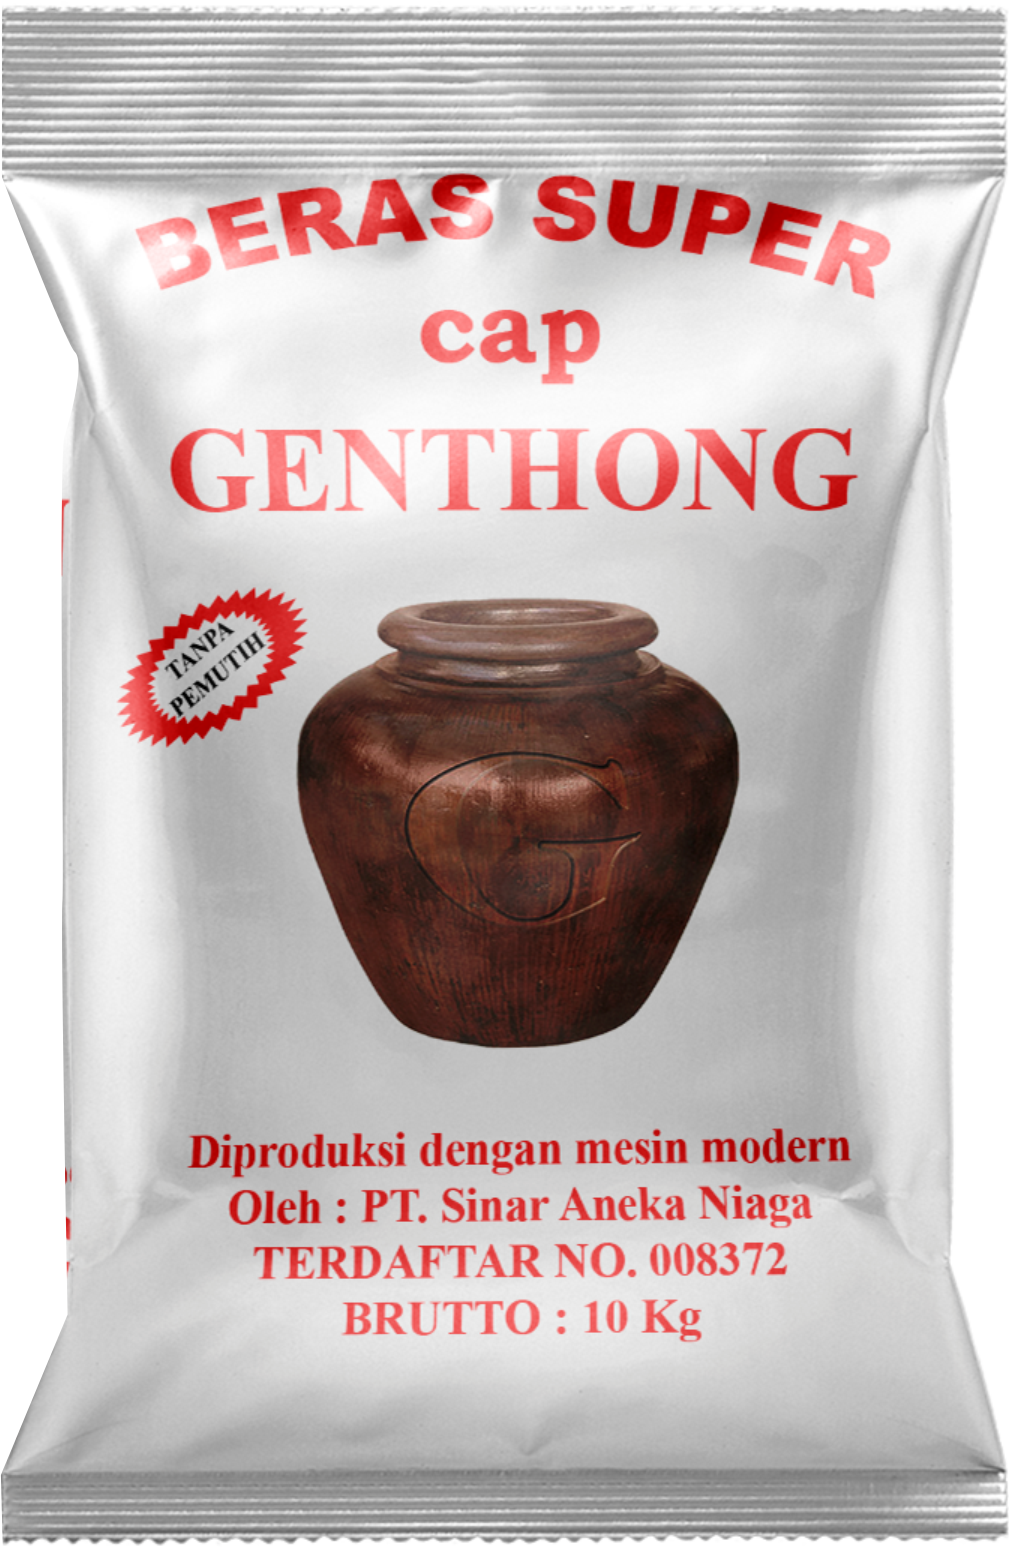 BERAS SUPER
cap
GENTHONG
TANPA
PEMUTIH
G
Diproduksi dengan mesin modern
Oleh : PT. Sinar Aneka Niaga
TERDAFTAR NO. 008372
BRUTTO : 10 Kg